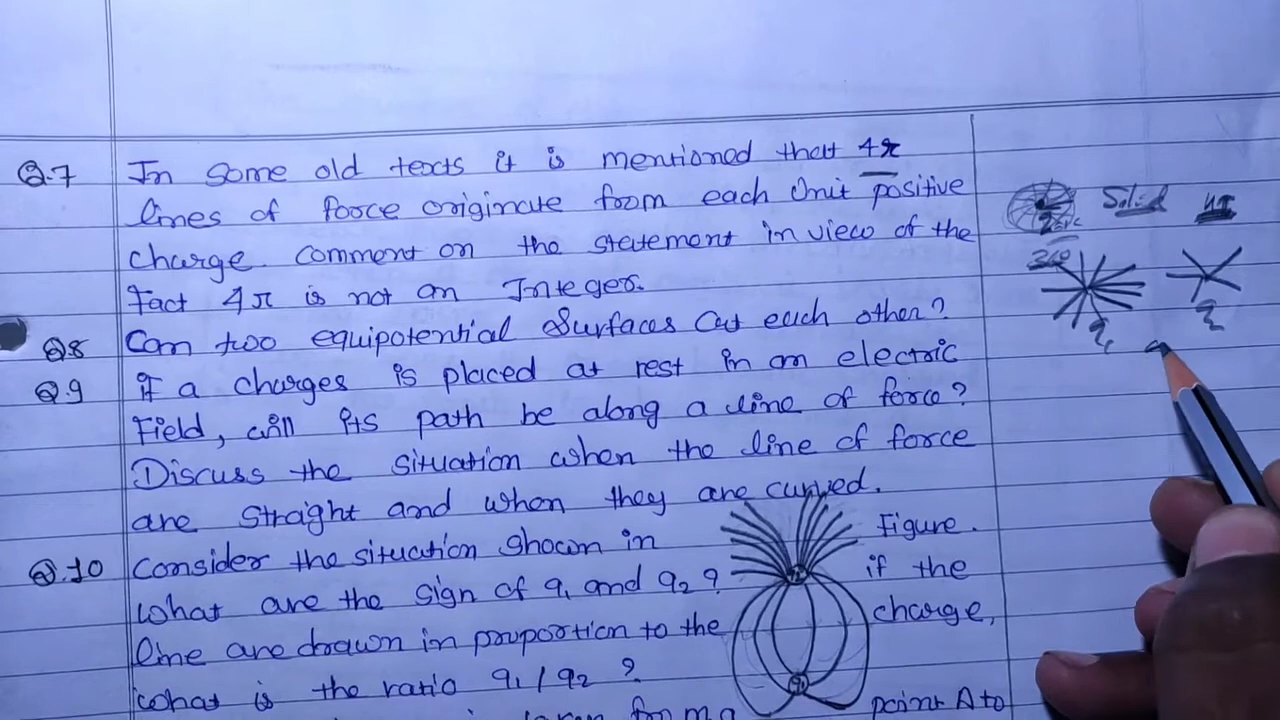 Q.7 In some old texts it is mentioned that 4π
lines of force originate from each Unit positive
charge. comment on the statement in view of the
fact 4π is not an Integer.
Q8 Can two equipotential Surfaces Cut each other?
Q.9 if a charges is placed at rest in an electric
Field, will its path be along a line of force?
Discuss the situation when the line of force
are straight and when they are curved.
Q.10 Consider the situation shown in Figure.
What are the sign of q1 and q2? if the
line are drawn in proportion to the charge,
what is the ratio q1/q2?
point A to
Solid
4π
360
q1